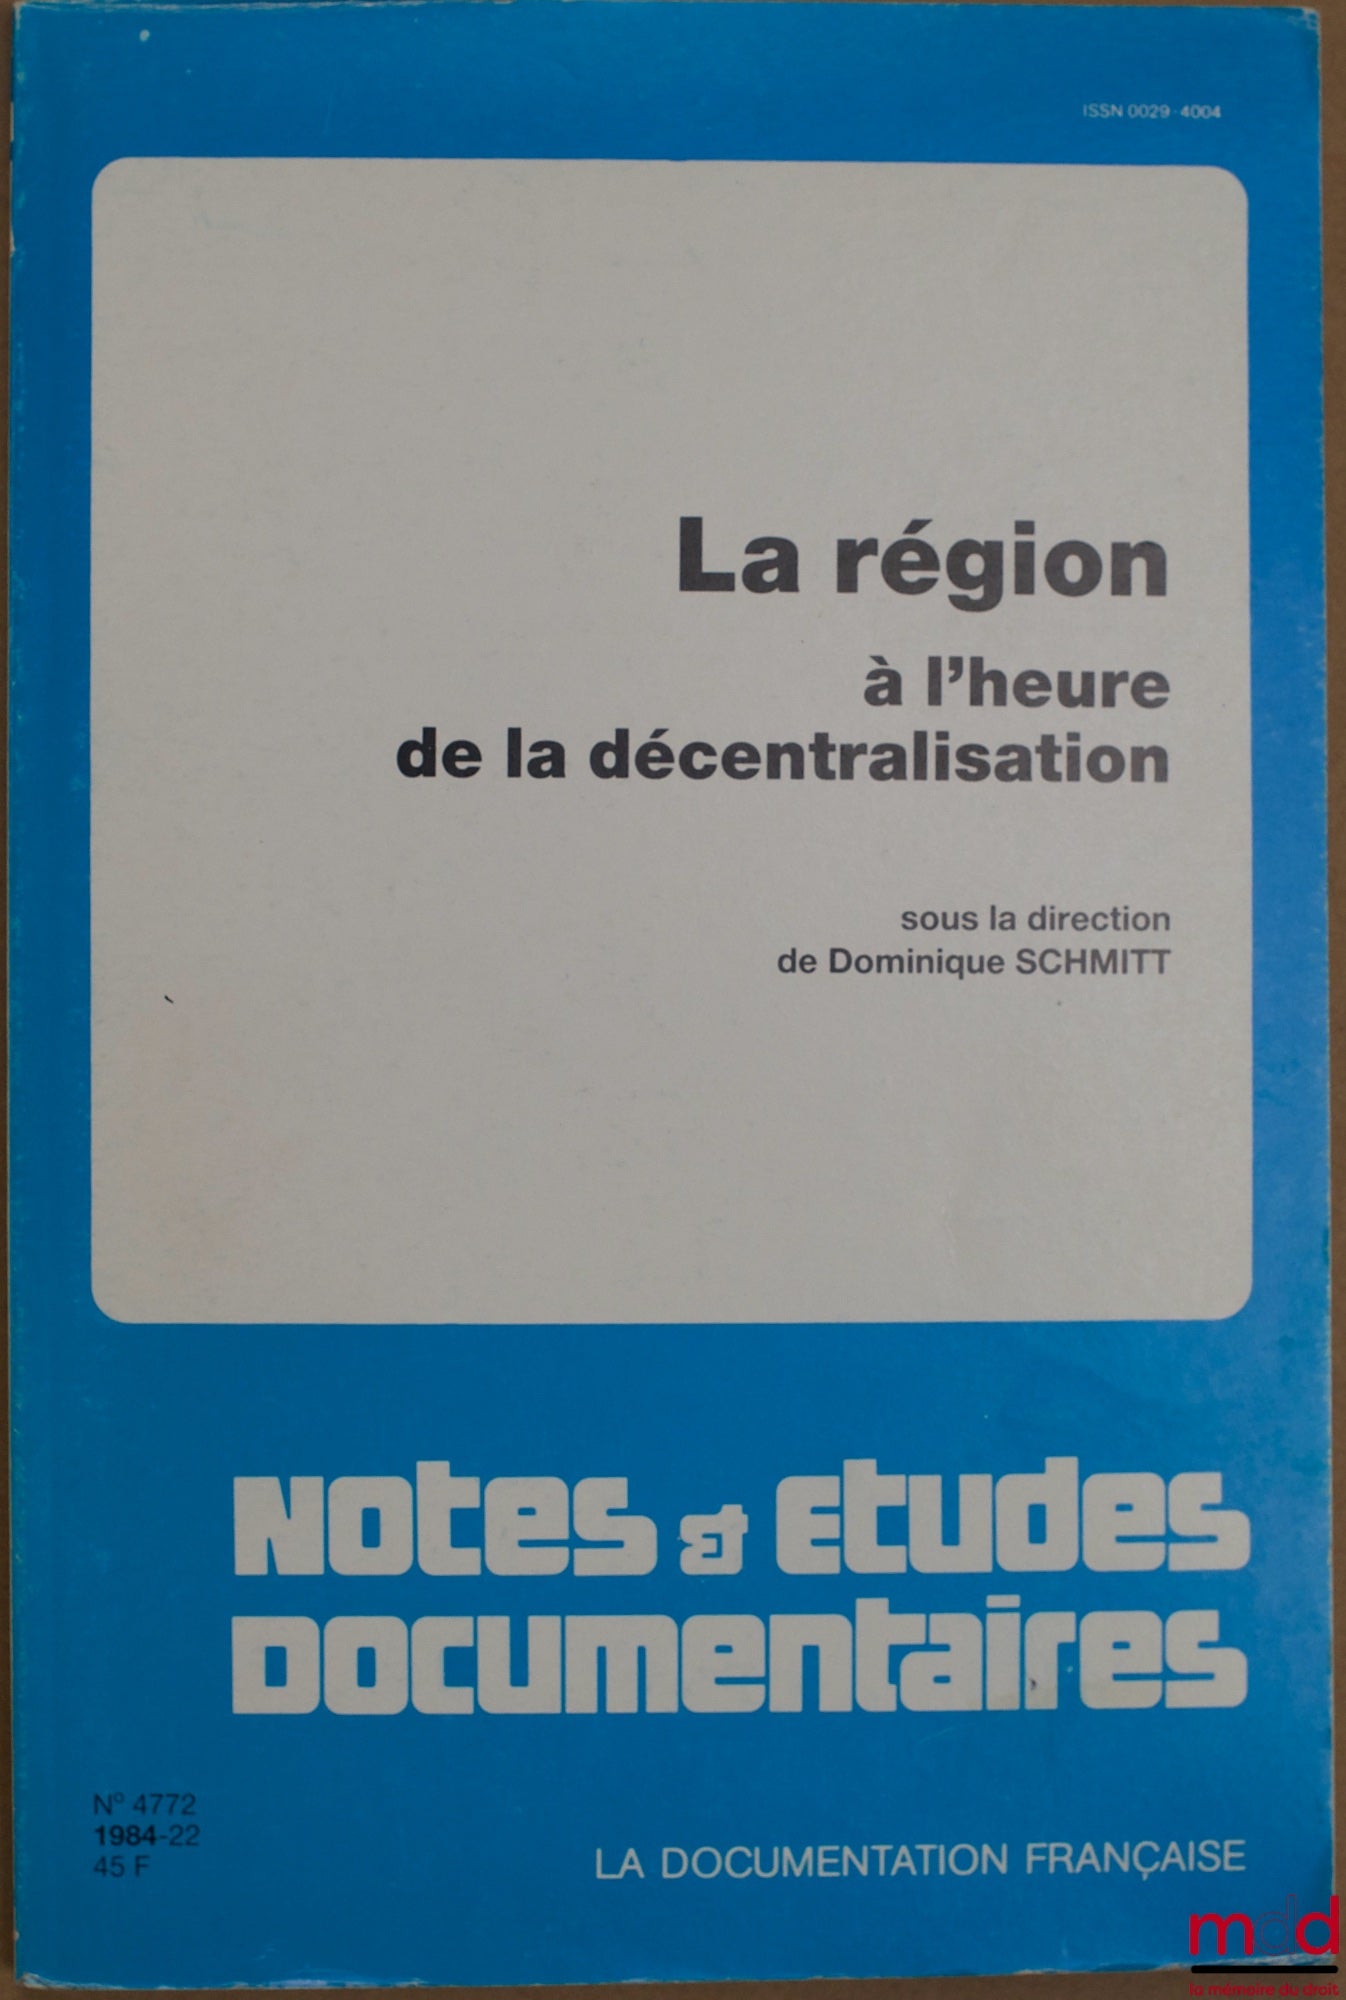 ISSN 0029-4004
La région
à l'heure
de la décentralisation
sous la direction
de Dominique SCHMITT
Notes & Etudes
Documentaires
N° 4772
1984-22
45 F
LA DOCUMENTATION FRANÇAISE
mdd
la mémoire du droit